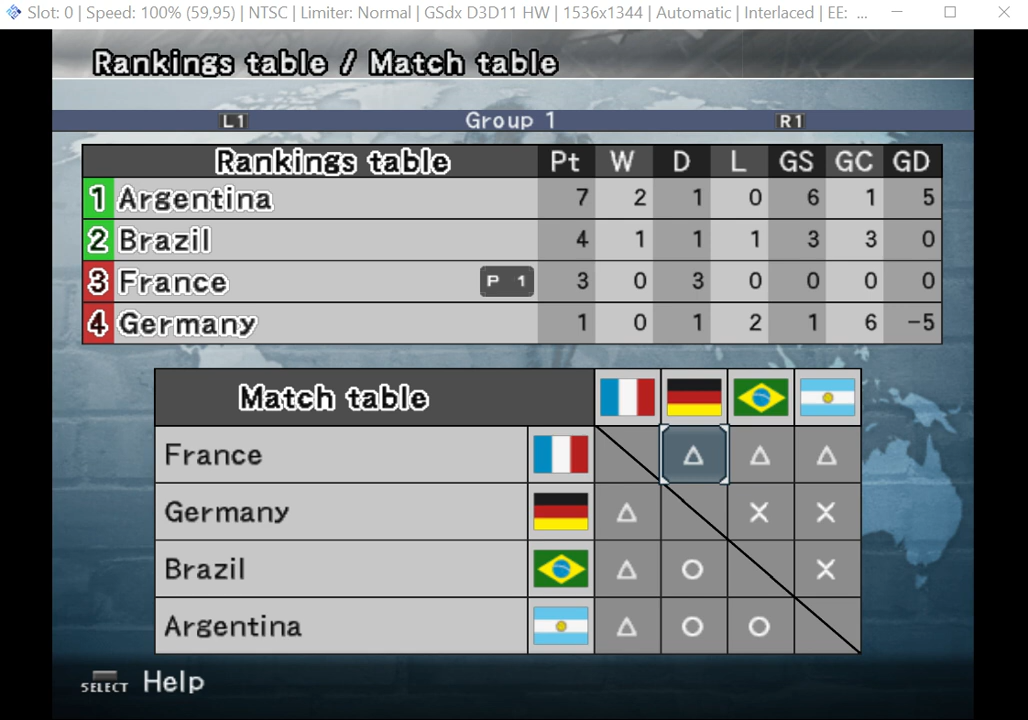 Slot: 0 | Speed: 100% (59,95) | NTSC | Limiter: Normal | GSdx D3D11 HW | 1536x1344 | Automatic | Interlaced | EE: ...
Rankings table / Match table
L1 Group 1 R1
Rankings table Pt W D L GS GC GD
1 Argentina 7 2 1 0 6 1 5
2 Brazil 4 1 1 1 3 3 0
3 France P 1 3 0 3 0 0 0 0
4 Germany 1 0 1 2 1 6 -5
Match table
France △ △ △
Germany △ X X
Brazil △ O X
Argentina △ O O
SELECT Help